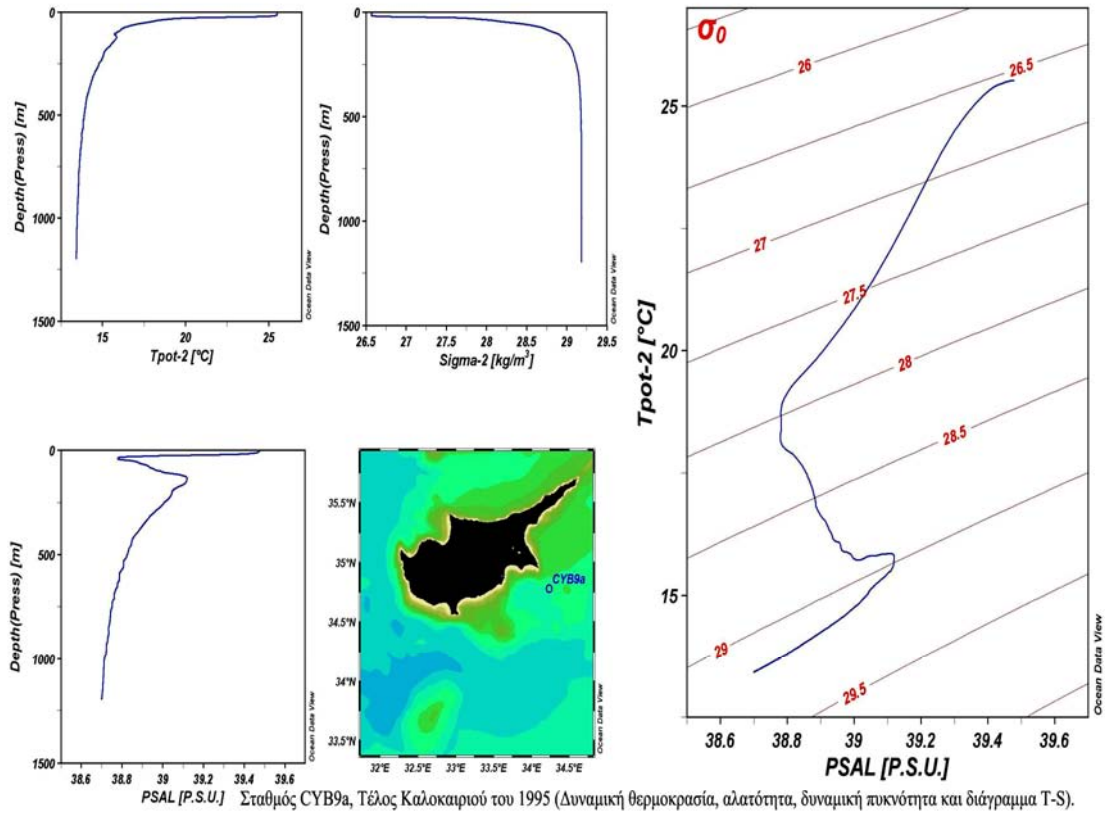 0
500
1000
1500
Depth(Press) [m]
15
20
25
Tpot-2 [°C]
Ocean Data View
0
500
1000
1500
Depth(Press) [m]
26.5
27
27.5
28
28.5
29
29.5
Sigma-2 [kg/m³]
Ocean Data View
0
500
1000
1500
Depth(Press) [m]
38.6
38.8
39
39.2
39.4
39.6
PSAL [P.S.U.]
Ocean Data View
35.5°N
35°N
34.5°N
34°N
33.5°N
CYB9a
32°E
32.5°E
33°E
33.5°E
34°E
34.5°E
Ocean Data View
σ0
26
26.5
27
27.5
28
28.5
29
29.5
25
20
15
Tpot-2 [°C]
38.6
38.8
39
39.2
39.4
39.6
PSAL [P.S.U.]
Ocean Data View
Σταθμός CYB9a, Τέλος Καλοκαιριού του 1995 (Δυναμική θερμοκρασία, αλατότητα, δυναμική πυκνότητα και διάγραμμα T-S).